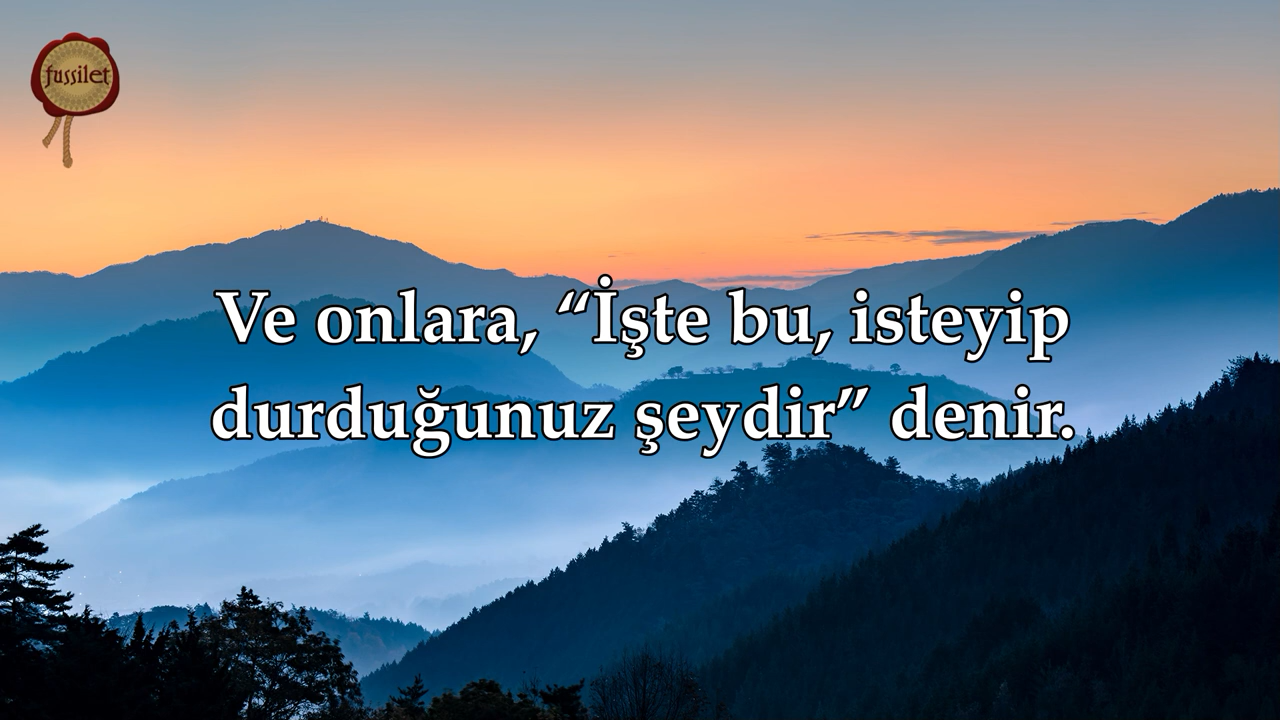 fussilet
Ve onlara, “İşte bu, isteyip
durduğunuz şeydir” denir.